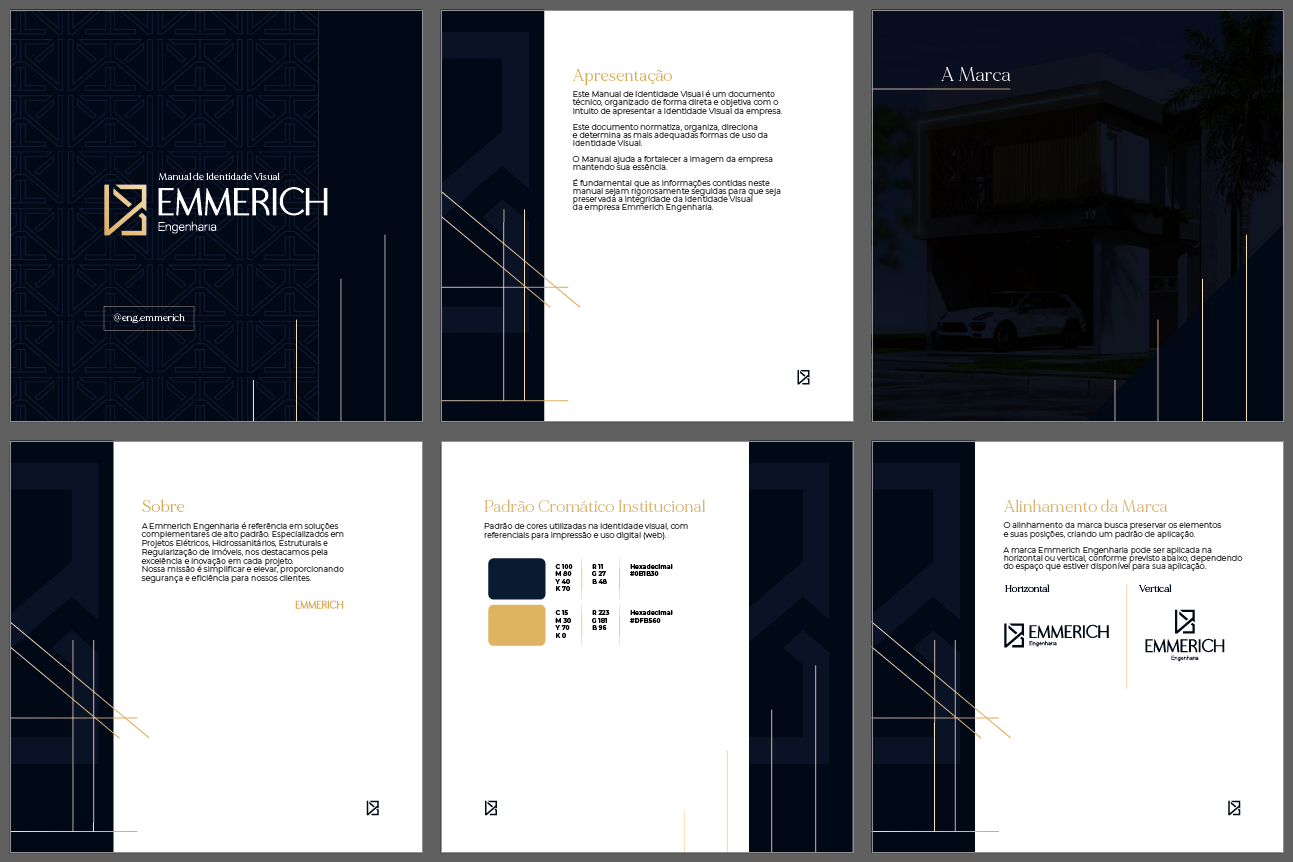 Manual de Identidade Visual
EMMERICH
Engenharia
@eng.emmerich
Apresentação
Este Manual de Identidade Visual é um documento
técnico, organizado de forma direta e objetiva com o
intuito de apresentar a Identidade Visual da empresa.
Este documento normatiza, organiza, direciona
e determina as mais adequadas formas de uso da
Identidade Visual.
O Manual ajuda a fortalecer a imagem da empresa
mantendo sua essência.
É fundamental que as informações contidas neste
manual sejam rigorosamente seguidas para que seja
preservada a integridade da Identidade Visual
da empresa Emmerich Engenharia.
A Marca
Sobre
A Emmerich Engenharia é referência em soluções
complementares de alto padrão. Especializados em
Projetos Elétricos, Hidrossanitários, Estruturais e
Regularização de Imóveis, nos destacamos pela
excelência e inovação em cada projeto.
Nossa missão é simplificar e elevar, proporcionando
segurança e eficiência para nossos clientes.
EMMERICH
Padrão Cromático Institucional
Padrão de cores utilizadas na identidade visual, com
referenciais para impressão e uso digital (web).
C 100 R 11 Hexadecimal
M 80 G 27 #0B1B30
Y 40 B 48
K 70
C 15 R 223 Hexadecimal
M 30 G 181 #DFB560
Y 70 B 96
K 0
Alinhamento da Marca
O alinhamento da marca busca preservar os elementos
e suas posições, criando um padrão de aplicação.
A marca Emmerich Engenharia pode ser aplicada na
horizontal ou vertical, conforme previsto abaixo, dependendo
do espaço que estiver disponível para sua aplicação.
Horizontal
EMMERICH
Engenharia
Vertical
EMMERICH
Engenharia